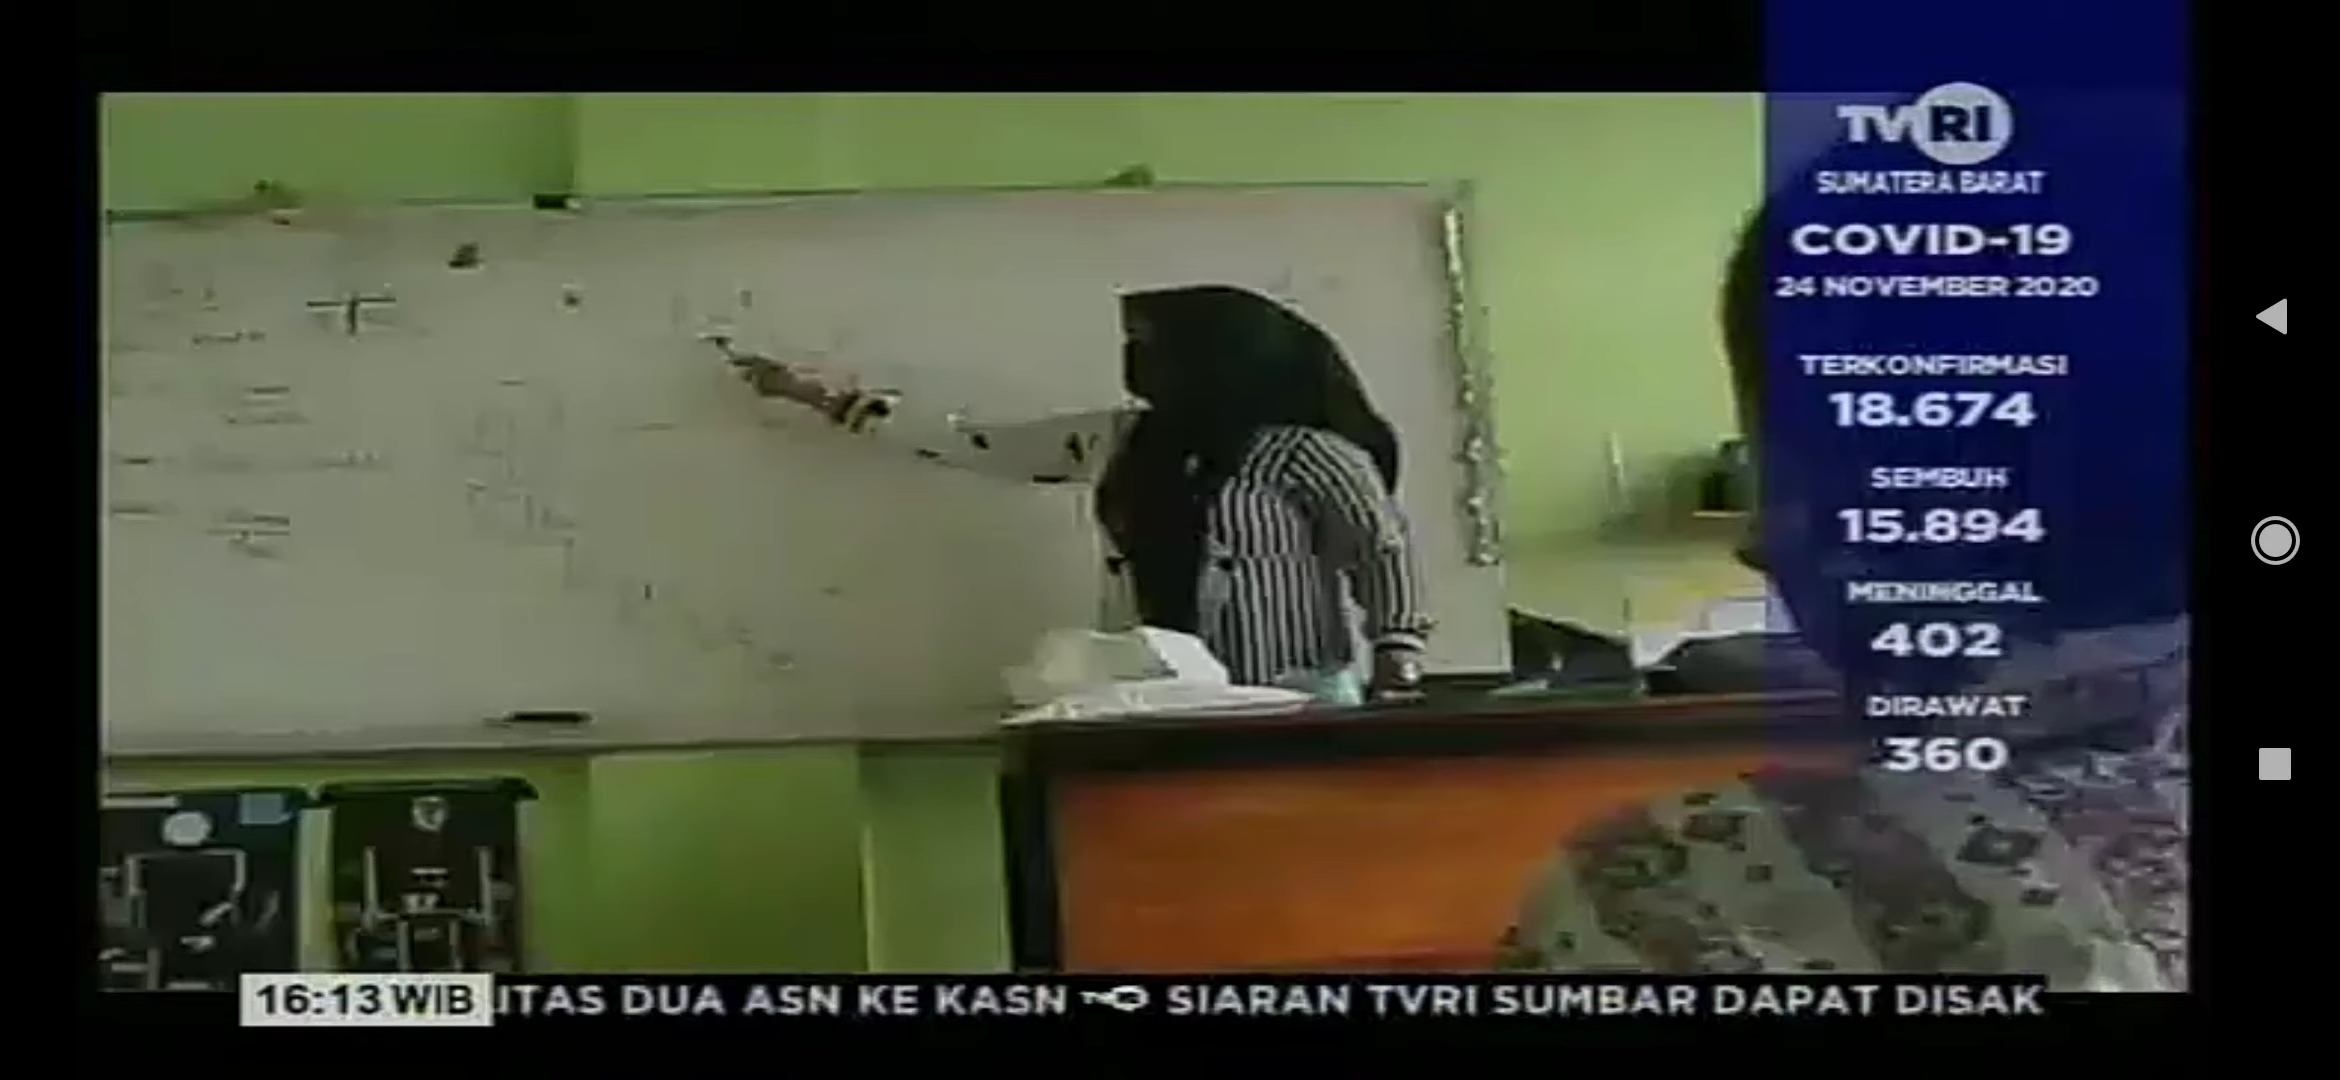 TVRI
SUMATERA BARAT
COVID-19
24 NOVEMBER 2020
TERKONFIRMASI
18.674
SEMBUH
15.894
MENINGGAL
402
DIRAWAT
360
16:13 WIB ITAS DUA ASN KE KASN TVRI SIARAN TVRI SUMBAR DAPAT DISAK